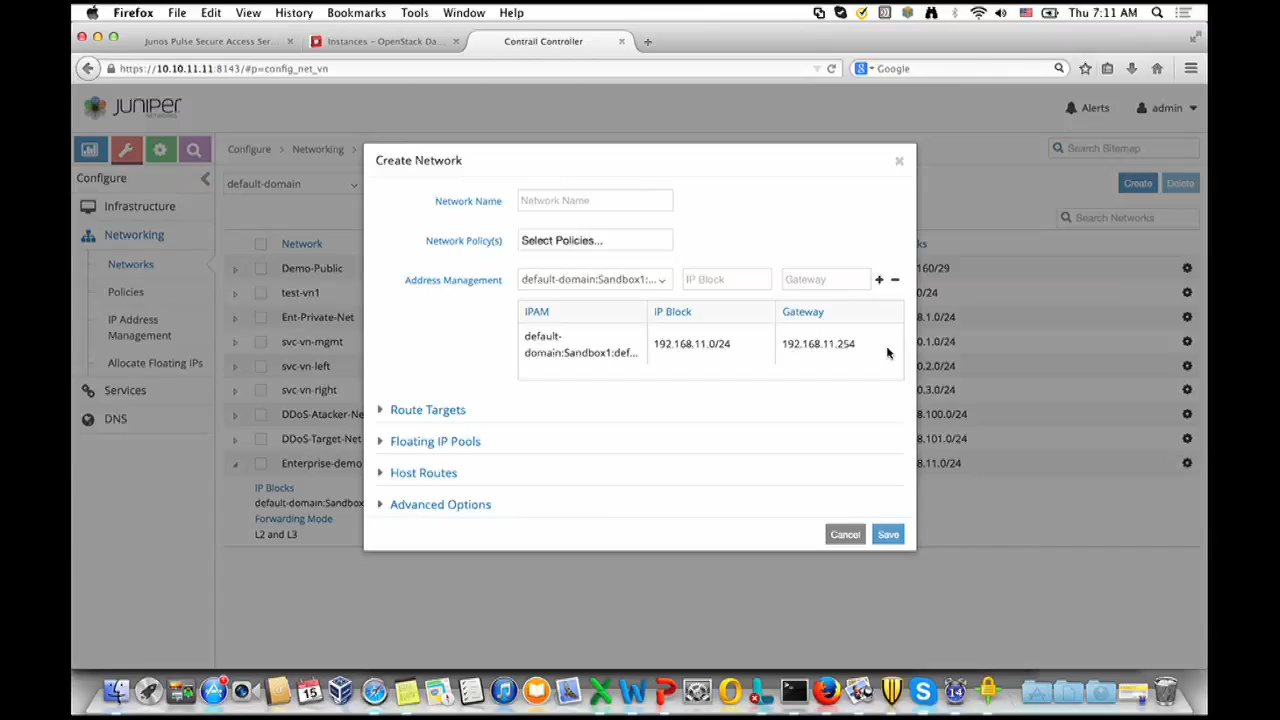 Firefox File Edit View History Bookmarks Tools Window Help Thu 7:11 AM
Junos Pulse Secure Access Ser... Instances – OpenStack Da... Contrail Controller
https://10.10.11.11:8143/#p=config_net_vn Google
JUNIPER
NETWORKS
Alerts admin
Configure Networking Search Sitemap
Configure default-domain Create Delete
Infrastructure
Networking
Networks
Policies
IP Address
Management
Allocate Floating IPs
Services
DNS
Search Networks
Network ks
Demo-Public 160/29
test-vn1 0/24
Ent-Private-Net .1.0/24
svc-vn-mgmt .0.1.0/24
svc-vn-left .0.2.0/24
svc-vn-right .0.3.0/24
DDoS-Atacker-Ne 8.100.0/24
DDoS-Target-Net 8.101.0/24
Enterprise-demo 8.11.0/24
IP Blocks
default-domain:Sandbox
Forwarding Mode
L2 and L3
Create Network
Network Name Network Name
Network Policy(s) Select Policies...
Address Management default-domain:Sandbox1:... IP Block Gateway
IPAM IP Block Gateway
default-
domain:Sandbox1:def... 192.168.11.0/24 192.168.11.254
Route Targets
Floating IP Pools
Host Routes
Advanced Options
Cancel Save
15
14